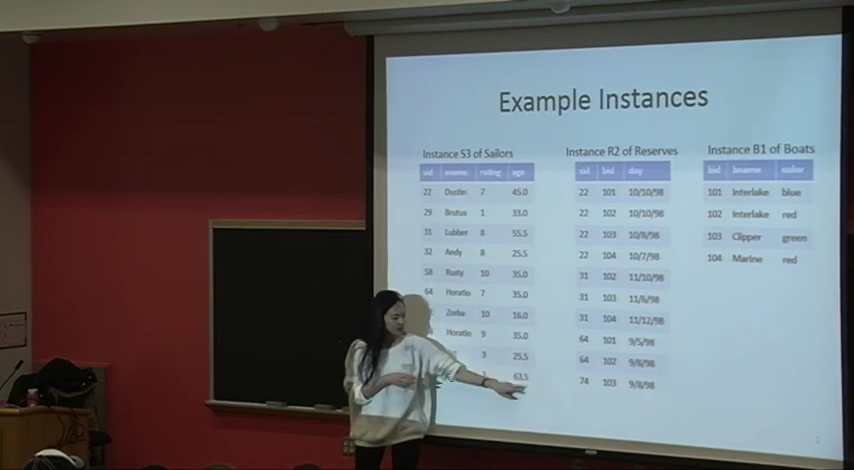 Example Instances
Instance S3 of Sailors
sid sname rating age
22 Dustin 7 45.0
29 Brutus 1 33.0
31 Lubber 8 55.5
32 Andy 8 25.5
58 Rusty 10 35.0
64 Horatio 7 35.0
Zorba 10 16.0
Horatio 9 35.0
3 25.5
63.5
Instance R2 of Reserves
sid bid day
22 101 10/10/98
22 102 10/10/98
22 103 10/8/98
22 104 10/7/98
31 102 11/10/98
31 103 11/6/98
31 104 11/12/98
64 101 9/5/98
64 102 9/8/98
74 103 9/8/98
Instance B1 of Boats
bid bname color
101 Interlake blue
102 Interlake red
103 Clipper green
104 Marine red